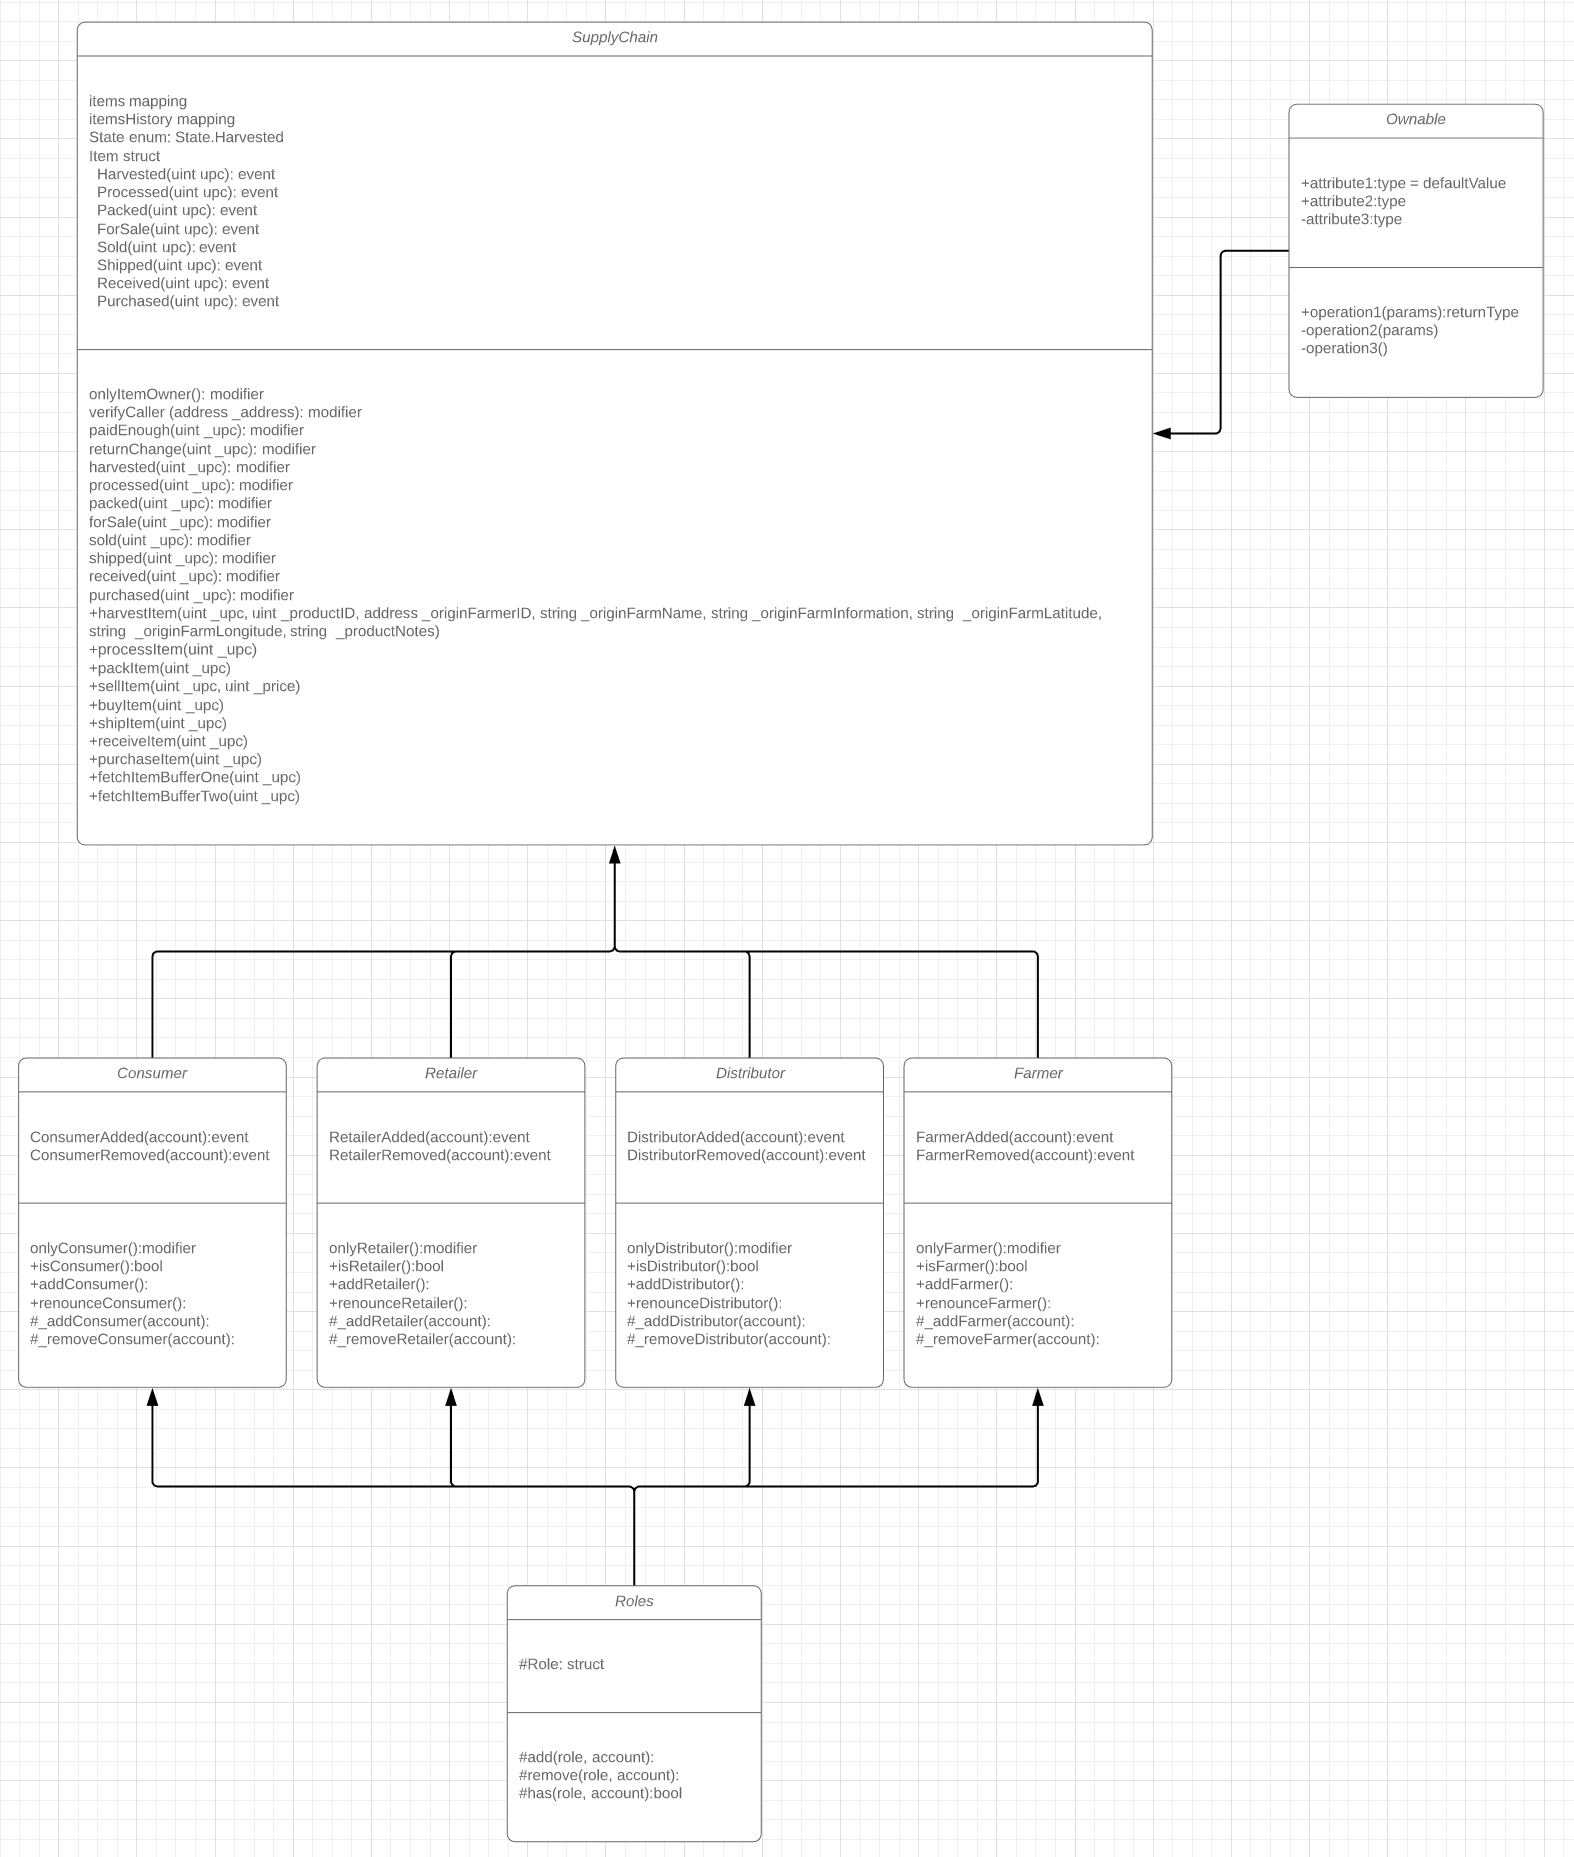 SupplyChain
items mapping
itemsHistory mapping
State enum: State.Harvested
Item struct
Harvested(uint upc): event
Processed(uint upc): event
Packed(uint upc): event
ForSale(uint upc): event
Sold(uint upc): event
Shipped(uint upc): event
Received(uint upc): event
Purchased(uint upc): event
onlyItemOwner(): modifier
verifyCaller (address _address): modifier
paidEnough(uint _upc): modifier
returnChange(uint _upc): modifier
harvested(uint _upc): modifier
processed(uint _upc): modifier
packed(uint _upc): modifier
forSale(uint _upc): modifier
sold(uint _upc): modifier
shipped(uint _upc): modifier
received(uint _upc): modifier
purchased(uint _upc): modifier
+harvestItem(uint _upc, uint _productID, address _originFarmerID, string _originFarmName, string _originFarmInformation, string  _originFarmLatitude,
string  _originFarmLongitude, string  _productNotes)
+processItem(uint _upc)
+packItem(uint _upc)
+sellItem(uint _upc, uint _price)
+buyItem(uint _upc)
+shipItem(uint _upc)
+receiveItem(uint _upc)
+purchaseItem(uint _upc)
+fetchItemBufferOne(uint _upc)
+fetchItemBufferTwo(uint _upc)
Ownable
+attribute1:type = defaultValue
+attribute2:type
-attribute3:type
+operation1(params):returnType
-operation2(params)
-operation3()
Consumer
ConsumerAdded(account):event
ConsumerRemoved(account):event
onlyConsumer():modifier
+isConsumer():bool
+addConsumer():
+renounceConsumer():
#_addConsumer(account):
#_removeConsumer(account):
Retailer
RetailerAdded(account):event
RetailerRemoved(account):event
onlyRetailer():modifier
+isRetailer():bool
+addRetailer():
+renounceRetailer():
#_addRetailer(account):
#_removeRetailer(account):
Distributor
DistributorAdded(account):event
DistributorRemoved(account):event
onlyDistributor():modifier
+isDistributor():bool
+addDistributor():
+renounceDistributor():
#_addDistributor(account):
#_removeDistributor(account):
Farmer
FarmerAdded(account):event
FarmerRemoved(account):event
onlyFarmer():modifier
+isFarmer():bool
+addFarmer():
+renounceFarmer():
#_addFarmer(account):
#_removeFarmer(account):
Roles
#Role: struct
#add(role, account):
#remove(role, account):
#has(role, account):bool